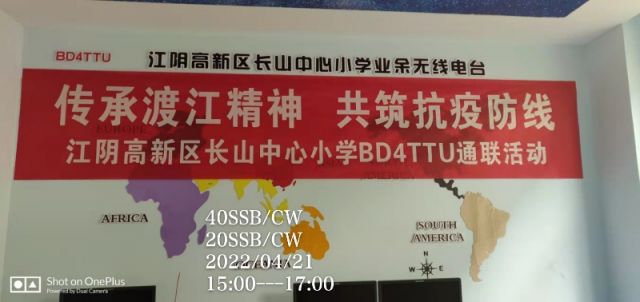 BD4TTU 江阴高新区长山中心小学业余无线电台
传承渡江精神 共筑抗疫防线
江阴高新区长山中心小学BD4TTU通联活动
EUROPE
AFRICA
SOUTH
AMERICA
N
40SSB/CW
20SSB/CW
2022/04/21
15:00---17:00
Shot on OnePlus
Powered by Dual Camera